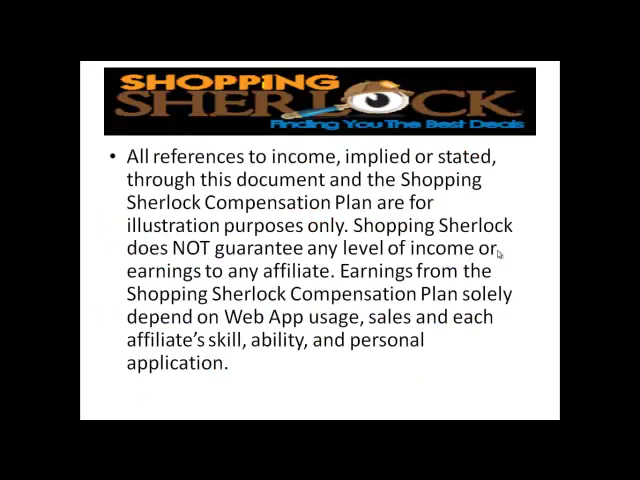 SHOPPING
SHERLOCK
Finding You The Best Deals
• All references to income, implied or stated,
through this document and the Shopping
Sherlock Compensation Plan are for
illustration purposes only. Shopping Sherlock
does NOT guarantee any level of income or
earnings to any affiliate. Earnings from the
Shopping Sherlock Compensation Plan solely
depend on Web App usage, sales and each
affiliate’s skill, ability, and personal
application.